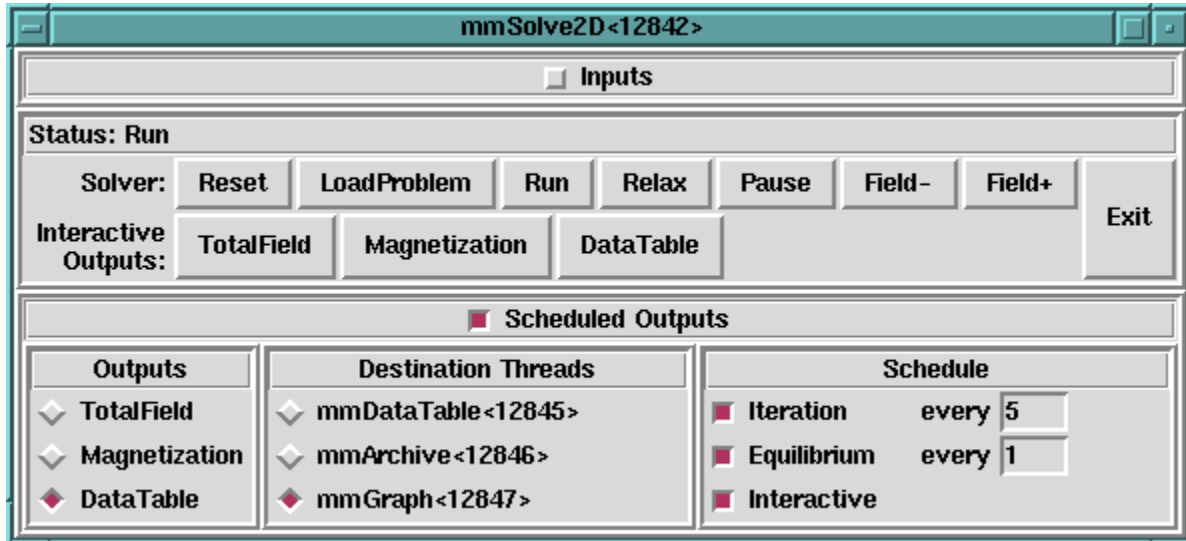 mmSolve2D<12842>
Inputs
Status: Run
Solver: Reset LoadProblem Run Relax Pause Field- Field+ Exit
Interactive Outputs: TotalField Magnetization DataTable
Scheduled Outputs
Outputs Destination Threads Schedule
TotalField mmDataTable<12845> Iteration every 5
Magnetization mmArchive<12846> Equilibrium every 1
DataTable mmGraph<12847> Interactive